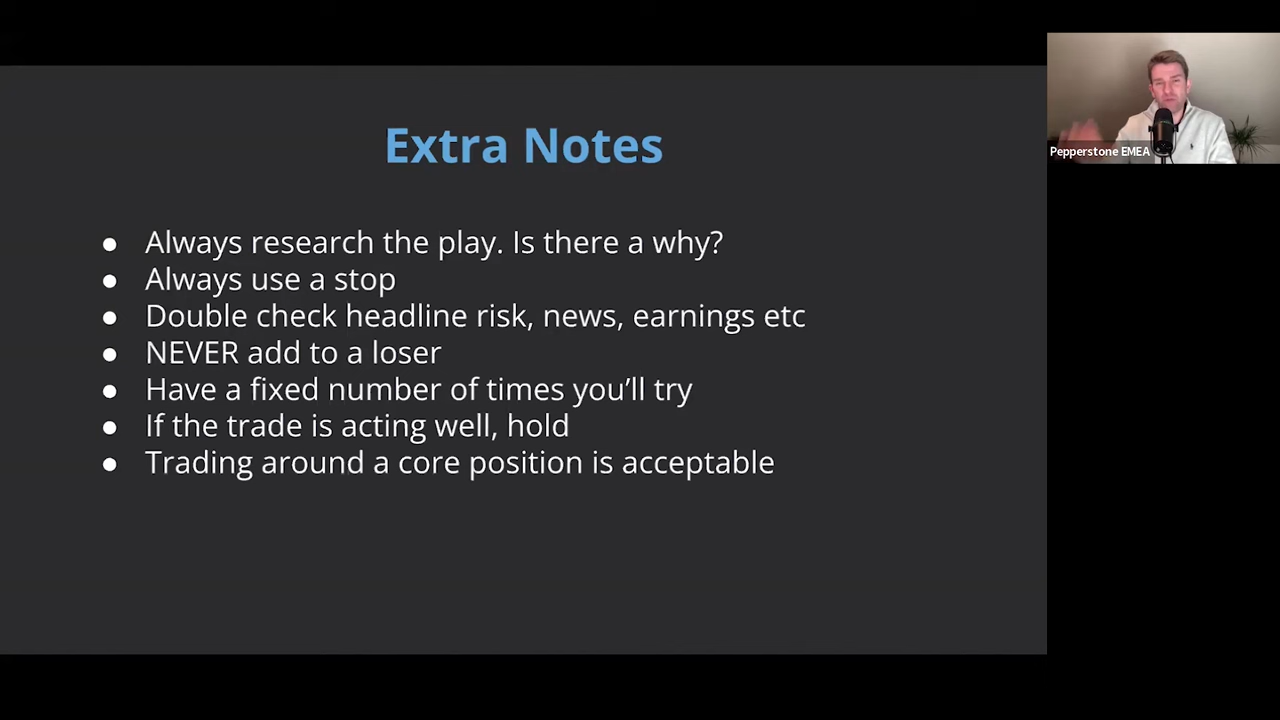 Extra Notes
● Always research the play. Is there a why?
● Always use a stop
● Double check headline risk, news, earnings etc
● NEVER add to a loser
● Have a fixed number of times you’ll try
● If the trade is acting well, hold
● Trading around a core position is acceptable
Pepperstone EMEA